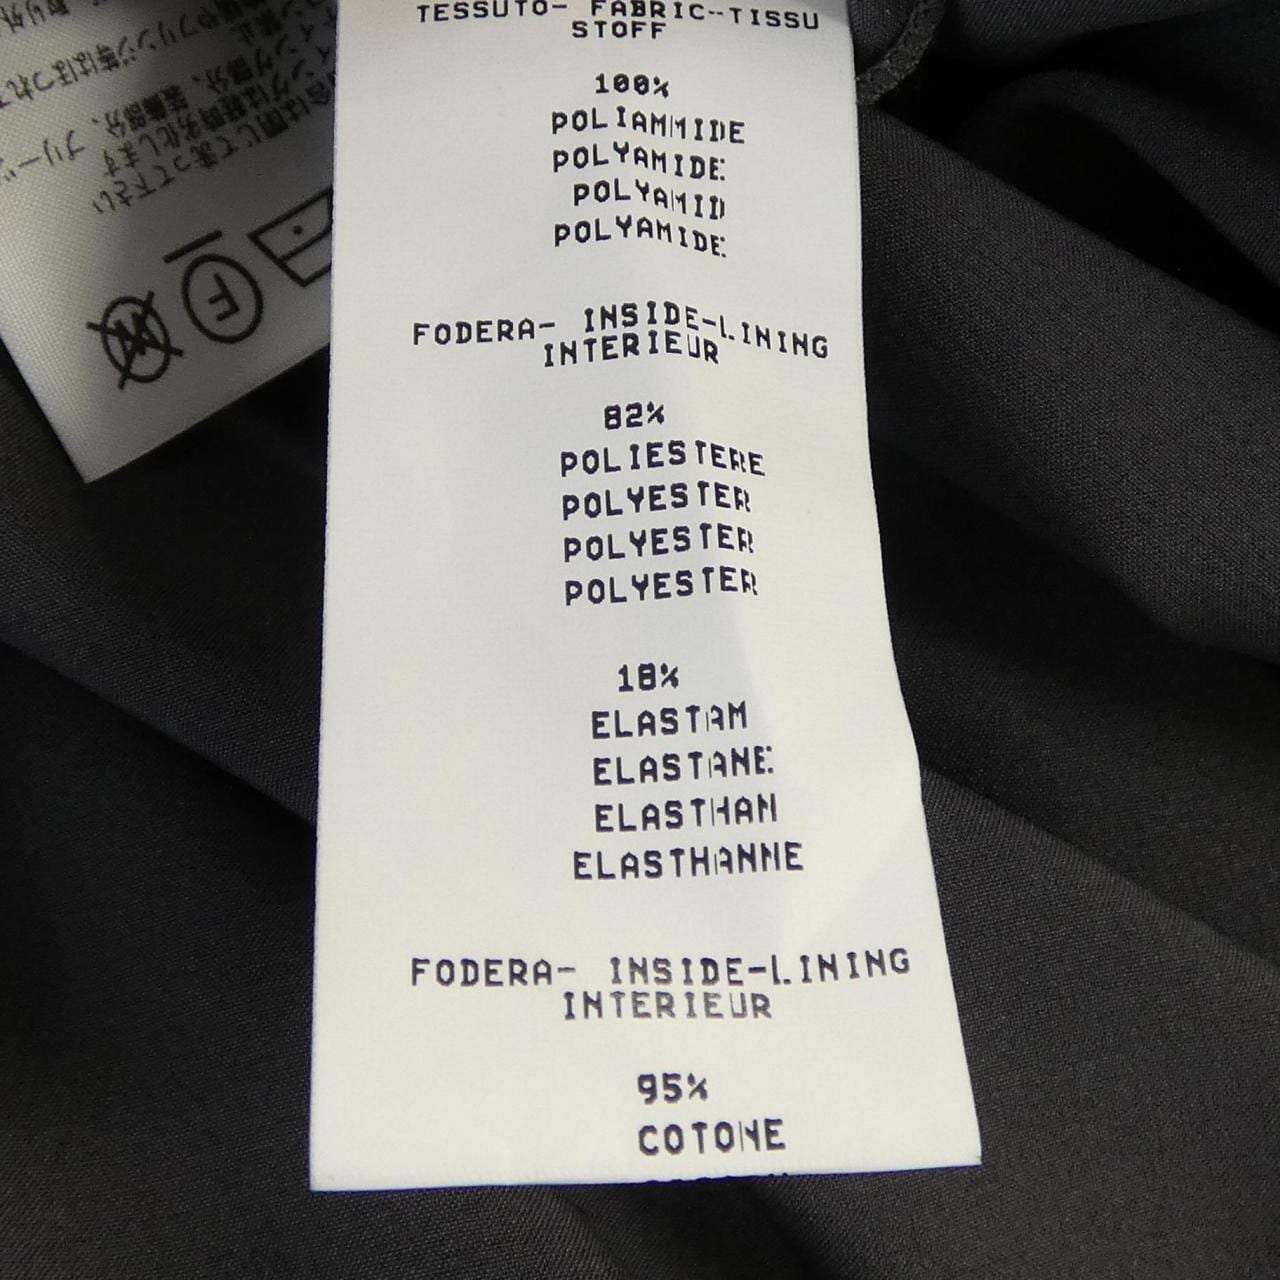 TESSUTO- FABRIC-TISSU
STOFF
100%
POLIAMMIDE
POLYAMIDE
POLYAMID
POLYAMIDE
FODERA- INSIDE-LINING
INTERIEUR
82%
POLIESTERE
POLYESTER
POLYESTER
POLYESTER
18%
ELASTAM
ELASTANE
ELASTHAN
ELASTHANNE
FODERA- INSIDE-LINING
INTERIEUR
95%
COTONE
F